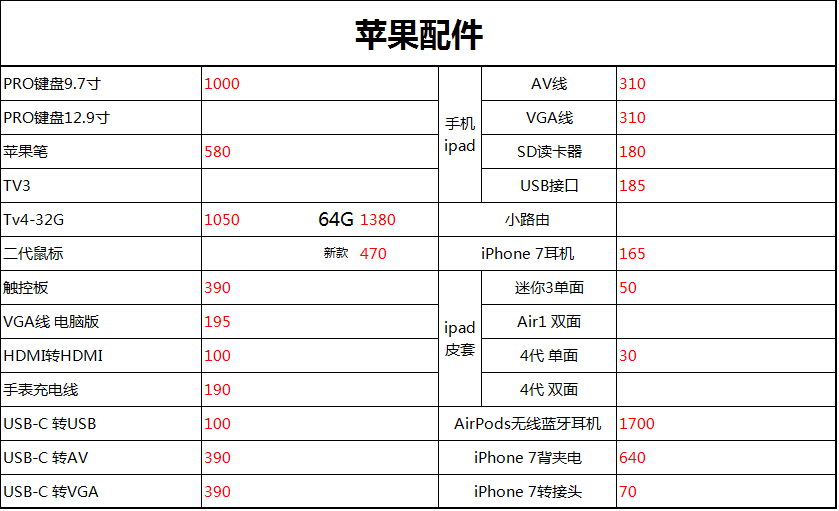 苹果配件
PRO键盘9.7寸 1000 手机 ipad AV线 310
PRO键盘12.9寸 VGA线 310
苹果笔 580 SD读卡器 180
TV3 USB接口 185
Tv4-32G 1050 64G 1380 小路由
二代鼠标 新款 470 iPhone 7耳机 165
触控板 390 ipad 皮套 迷你3单面 50
VGA线 电脑版 195 Air1 双面
HDMI转HDMI 100 4代 单面 30
手表充电线 190 4代 双面
USB-C 转USB 100 AirPods无线蓝牙耳机 1700
USB-C 转AV 390 iPhone 7背夹电 640
USB-C 转VGA 390 iPhone 7转接头 70